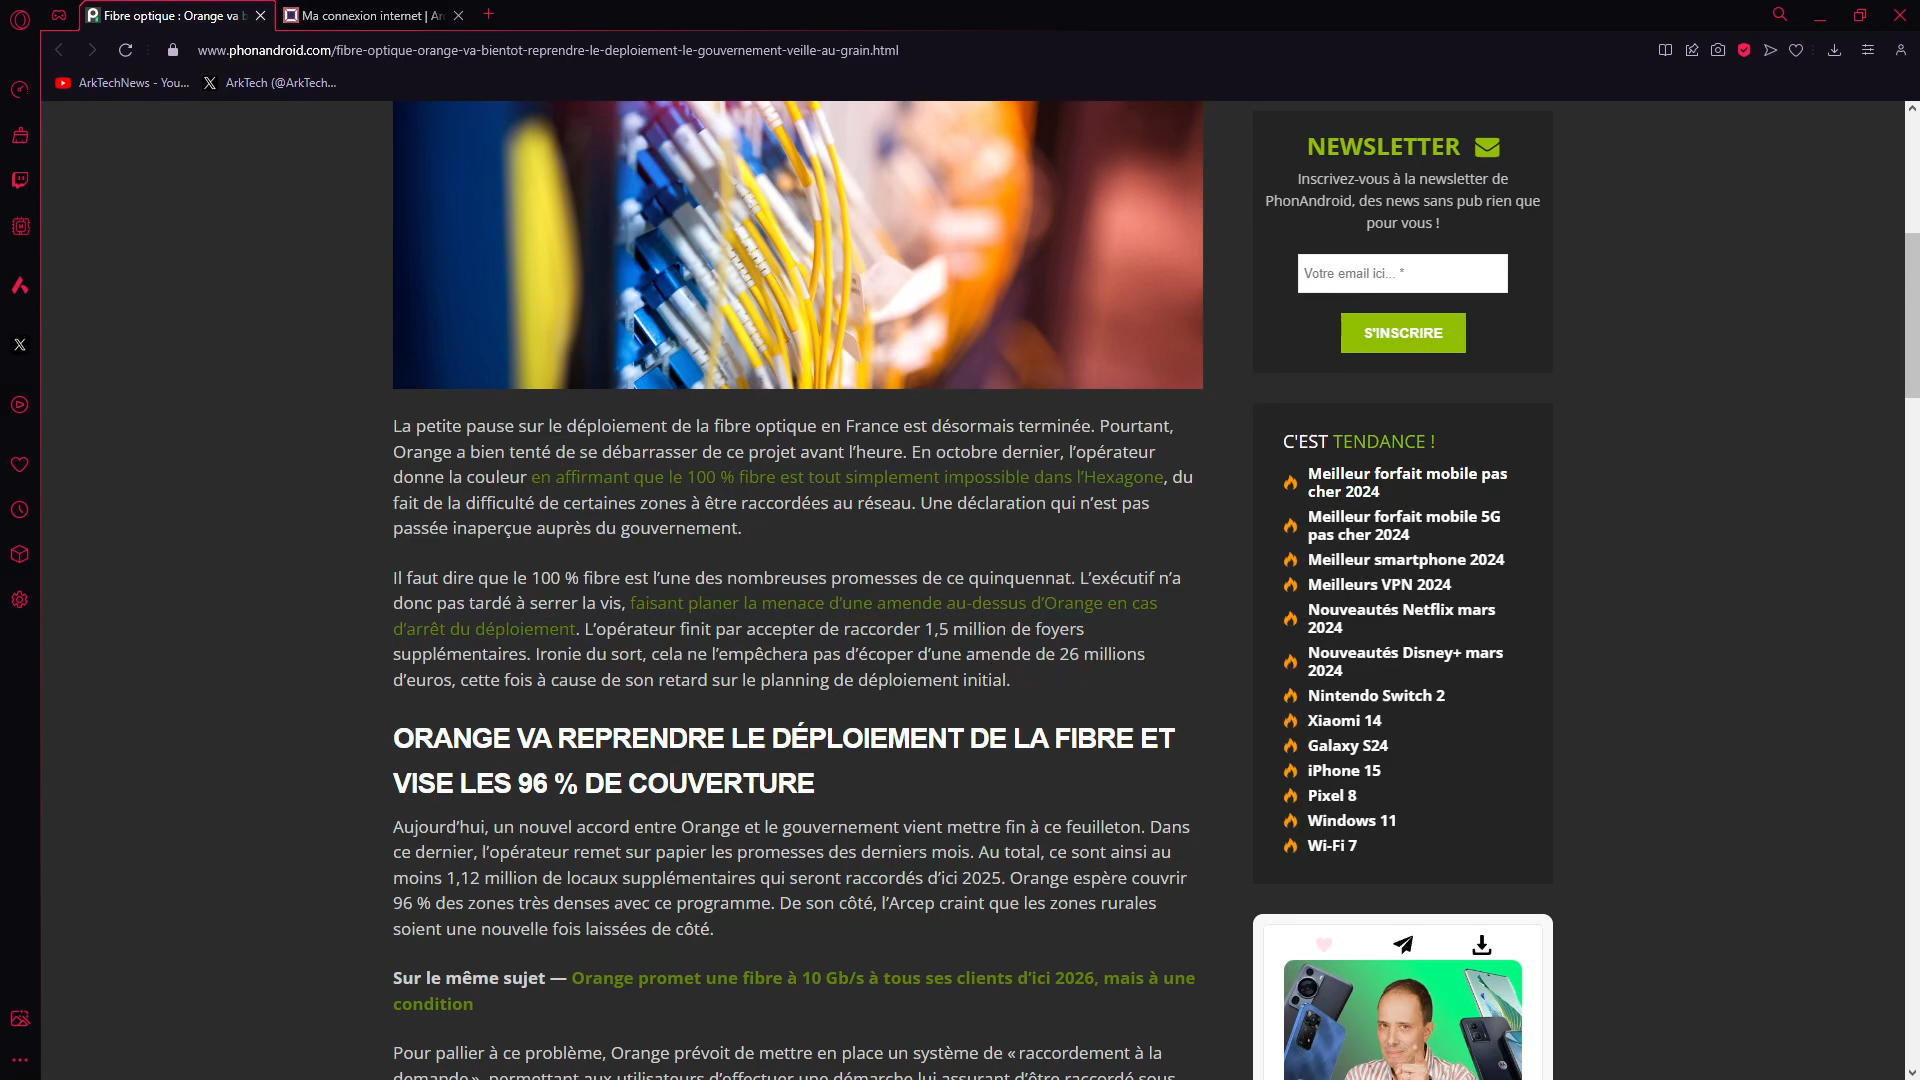 Fibre optique : Orange va b
Ma connexion internet | Ar
www.phonandroid.com/fibre-optique-orange-va-bientot-reprendre-le-deploiement-le-gouvernement-veille-au-grain.html
ArkTechNews - You...
ArkTech (@ArkTech...
La petite pause sur le déploiement de la fibre optique en France est désormais terminée. Pourtant,
Orange a bien tenté de se débarrasser de ce projet avant l’heure. En octobre dernier, l’opérateur
donne la couleur en affirmant que le 100 % fibre est tout simplement impossible dans l’Hexagone, du
fait de la difficulté de certaines zones à être raccordées au réseau. Une déclaration qui n’est pas
passée inaperçue auprès du gouvernement.
Il faut dire que le 100 % fibre est l’une des nombreuses promesses de ce quinquennat. L’exécutif n’a
donc pas tardé à serrer la vis, faisant planer la menace d’une amende au-dessus d’Orange en cas
d’arrêt du déploiement. L’opérateur finit par accepter de raccorder 1,5 million de foyers
supplémentaires. Ironie du sort, cela ne l’empêchera pas d’écoper d’une amende de 26 millions
d’euros, cette fois à cause de son retard sur le planning de déploiement initial.
ORANGE VA REPRENDRE LE DÉPLOIEMENT DE LA FIBRE ET
VISE LES 96 % DE COUVERTURE
Aujourd’hui, un nouvel accord entre Orange et le gouvernement vient mettre fin à ce feuilleton. Dans
ce dernier, l’opérateur remet sur papier les promesses des derniers mois. Au total, ce sont ainsi au
moins 1,12 million de locaux supplémentaires qui seront raccordés d’ici 2025. Orange espère couvrir
96 % des zones très denses avec ce programme. De son côté, l’Arcep craint que les zones rurales
soient une nouvelle fois laissées de côté.
Sur le même sujet — Orange promet une fibre à 10 Gb/s à tous ses clients d’ici 2026, mais à une
condition
Pour pallier à ce problème, Orange prévoit de mettre en place un système de « raccordement à la
demande », permettant aux utilisateurs d’effectuer une démarche lui assurant d’être raccordé sous
NEWSLETTER
Inscrivez-vous à la newsletter de
PhonAndroid, des news sans pub rien que
pour vous !
Votre email ici... *
S'INSCRIRE
C'EST TENDANCE !
Meilleur forfait mobile pas
cher 2024
Meilleur forfait mobile 5G
pas cher 2024
Meilleur smartphone 2024
Meilleurs VPN 2024
Nouveautés Netflix mars
2024
Nouveautés Disney+ mars
2024
Nintendo Switch 2
Xiaomi 14
Galaxy S24
iPhone 15
Pixel 8
Windows 11
Wi-Fi 7